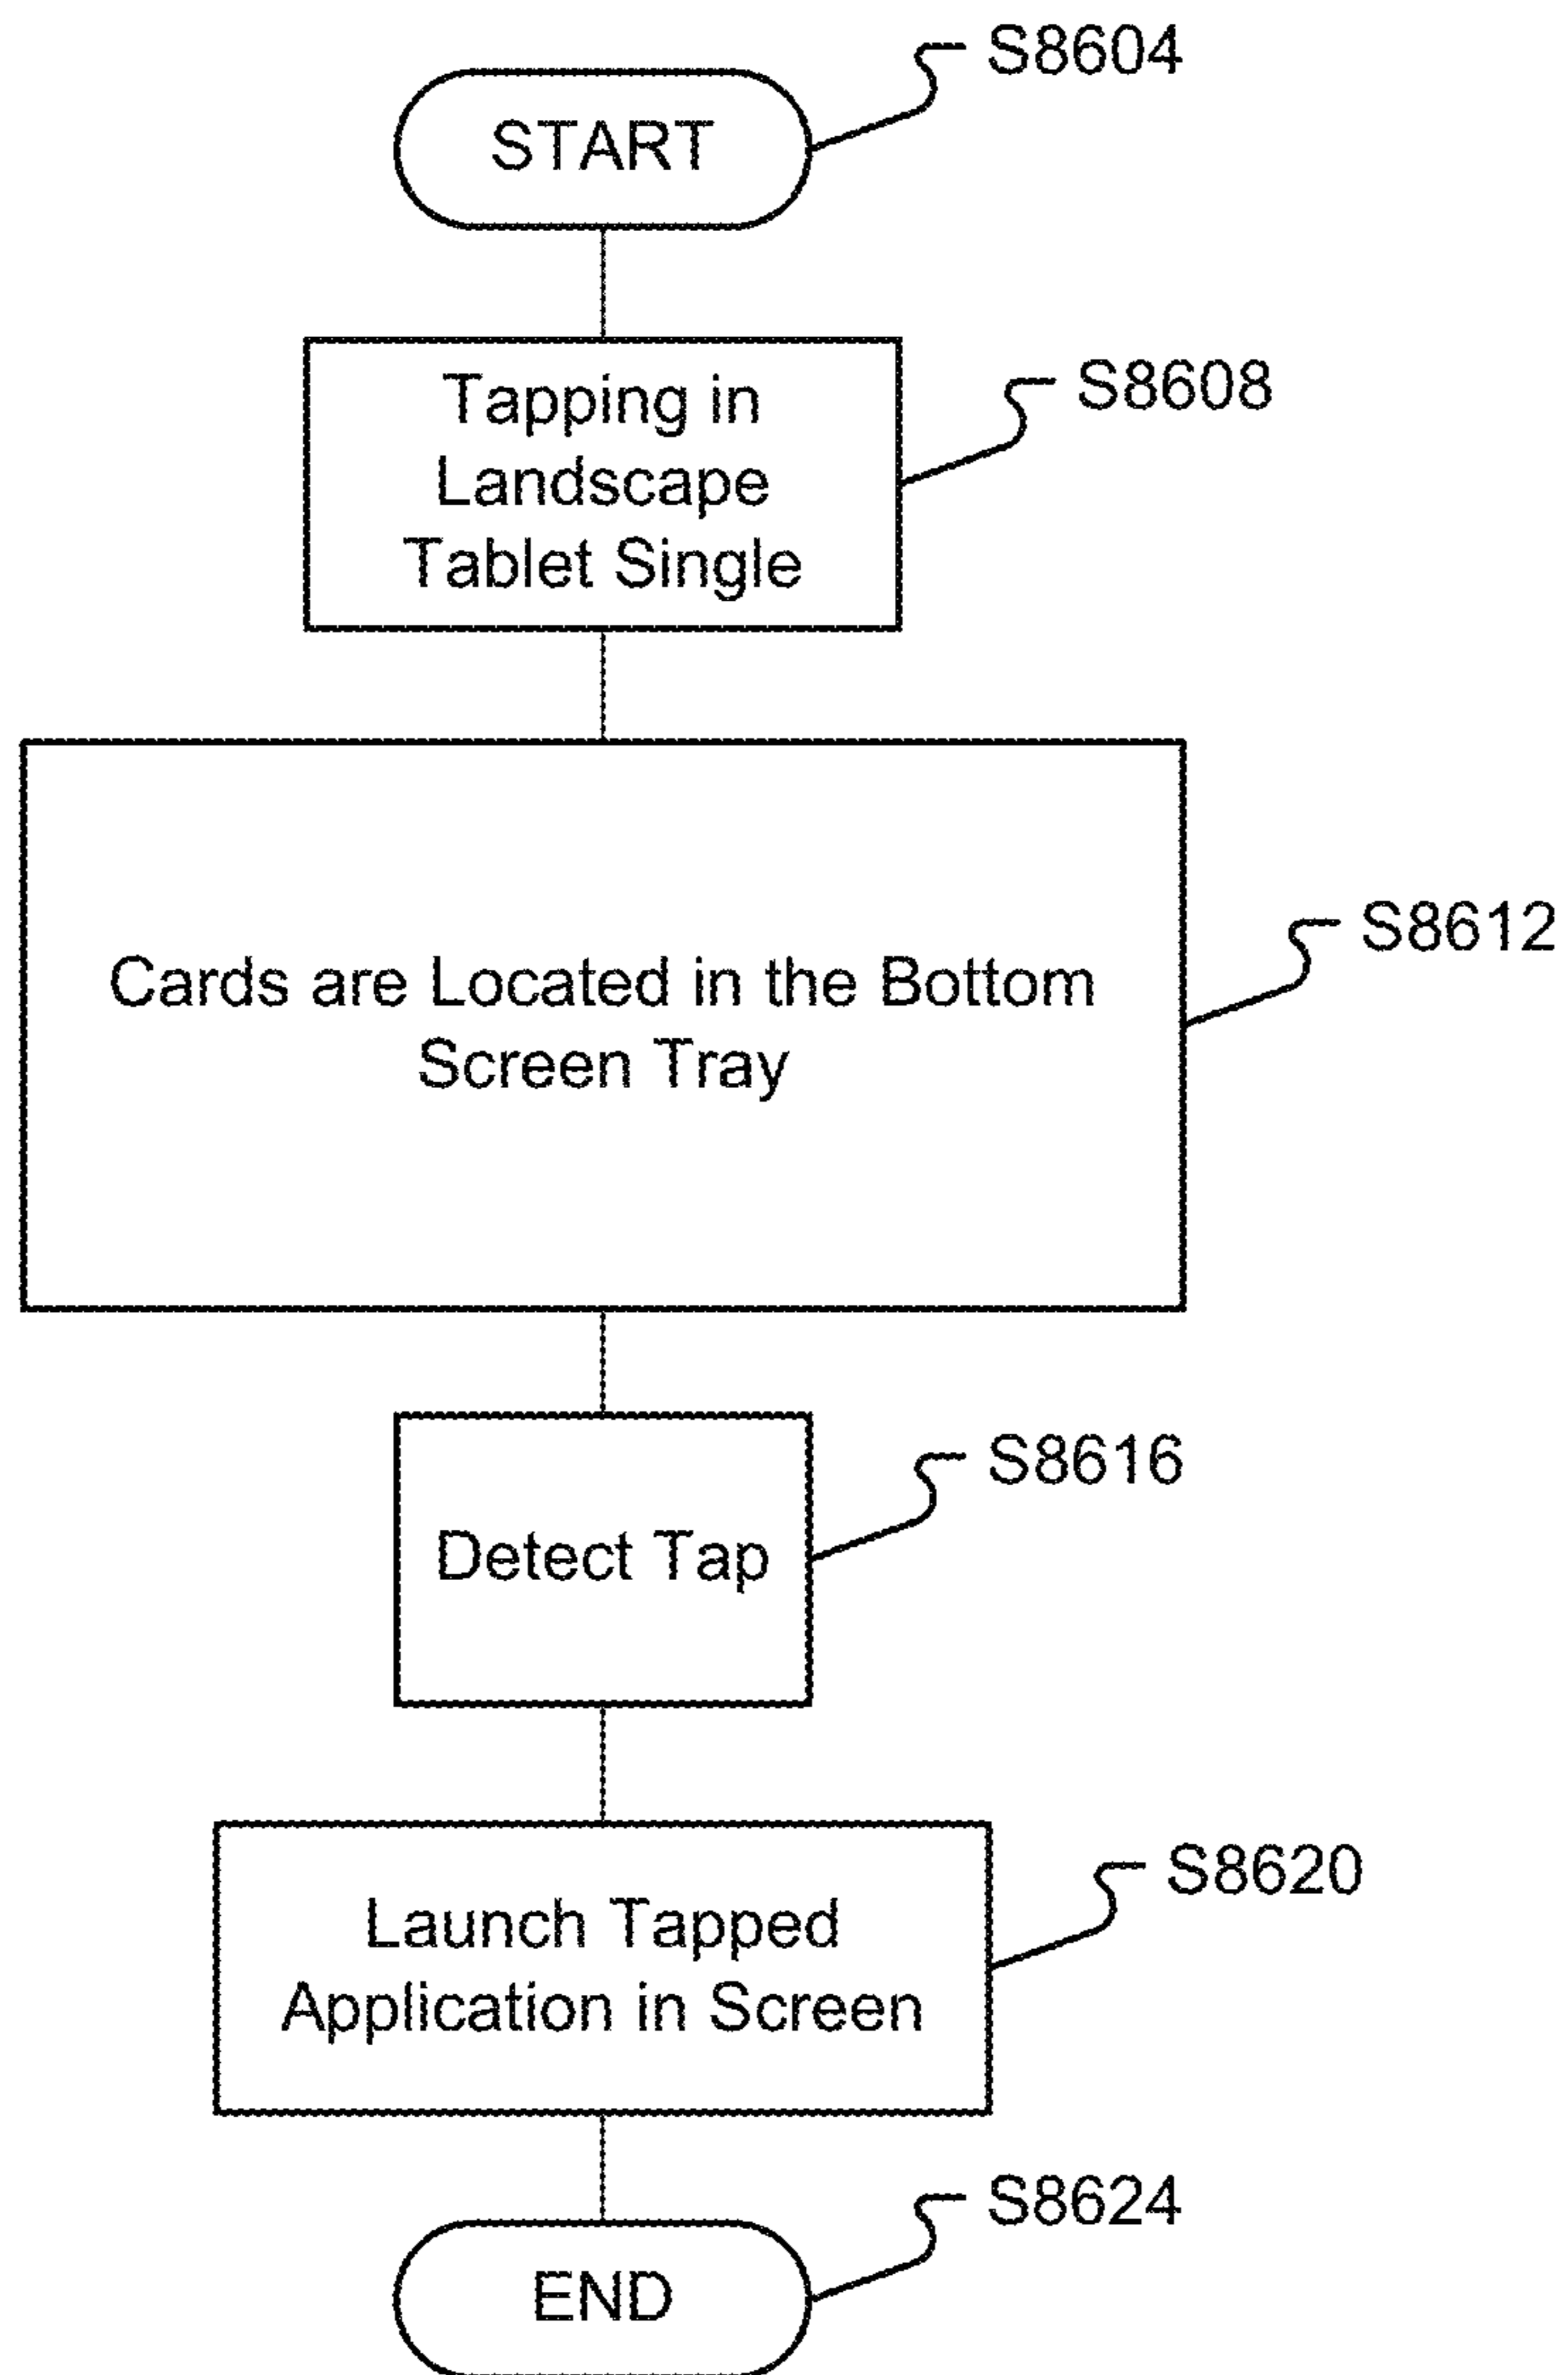 S8604
START
Tapping in
Landscape
Tablet Single
S8608
Cards are Located in the Bottom
Screen Tray
S8612
Detect Tap
S8616
Launch Tapped
Application in Screen
S8620
S8624
END